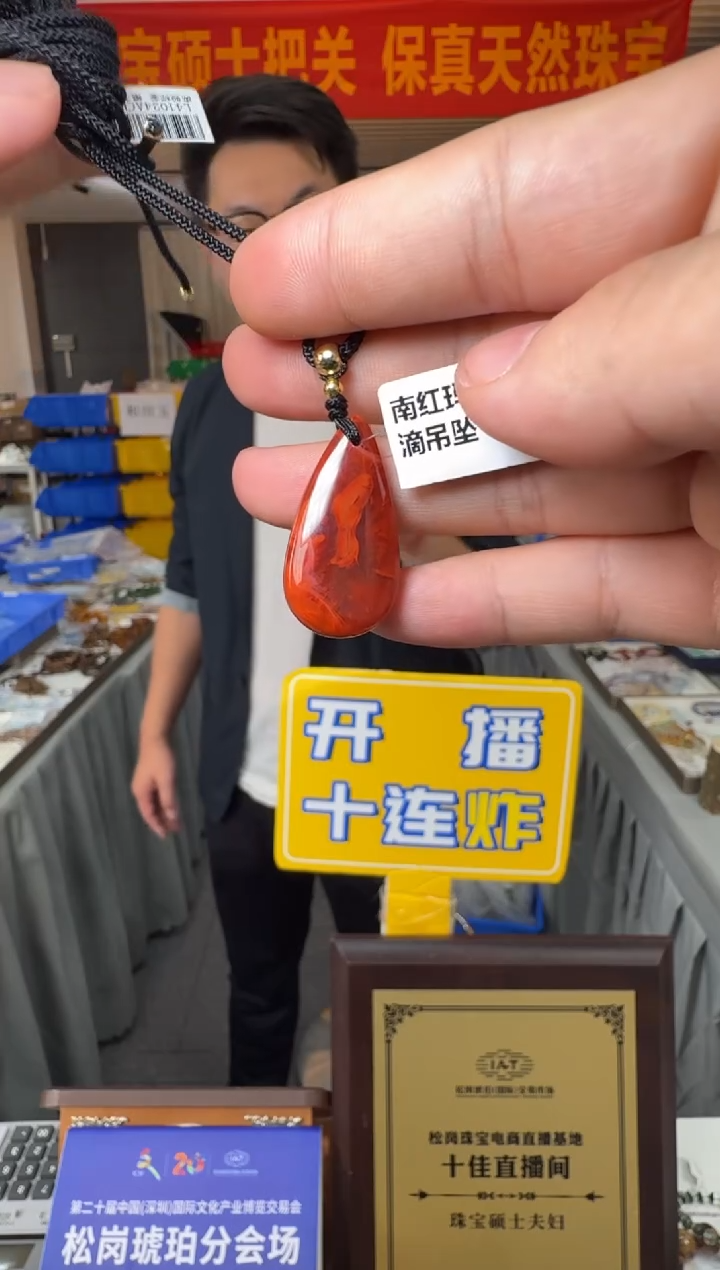 宝硕士把关 保真天然珠宝
L41024AC
南红玛
滴吊坠
开 播
十连炸
IAT
松岗珠宝电商直播基地
十佳直播间
珠宝硕士夫妇
20
第二十届中国(深圳)国际文化产业博览交易会
松岗琥珀分会场